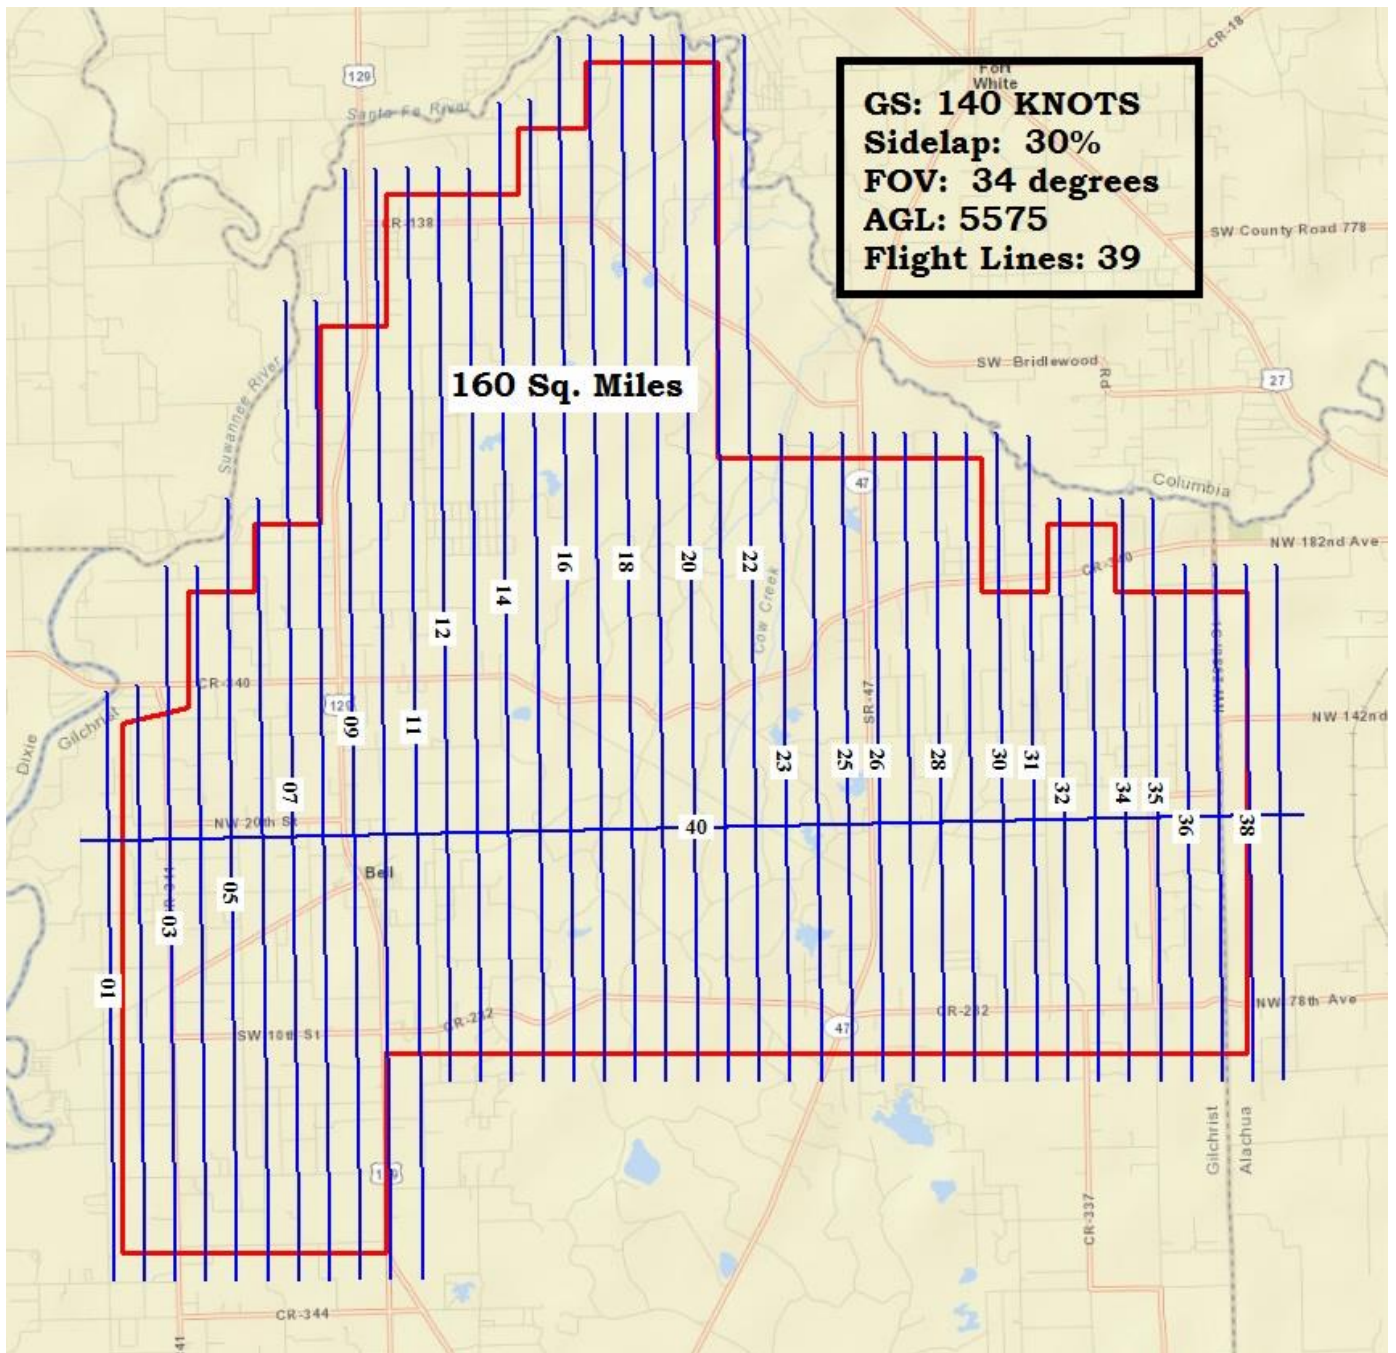 CR-18
129
Fort
White
GS: 140 KNOTS
Sidelap: 30%
FOV: 34 degrees
AGL: 5575
Flight Lines: 39
Santa Fe River
CR-138
SW County Road 778
SW Bridlewood
Rd
27
160 Sq. Miles
Suwannee River
47
Columbia
NW 182nd Ave
CR-340
16
18
20
22
14
12
Cow Creek
CR-340
129
09
11
SR-47
Dixie
Gilchrist
NW 142nd
23
25
26
28
30
31
32
34
35
07
NW 20th St
40
36
38
Bell
05
03
01
SW 10th St
CR-232
CR-232
47
NW 78th Ave
Gilchrist
Alachua
129
CR-337
CR-344
41